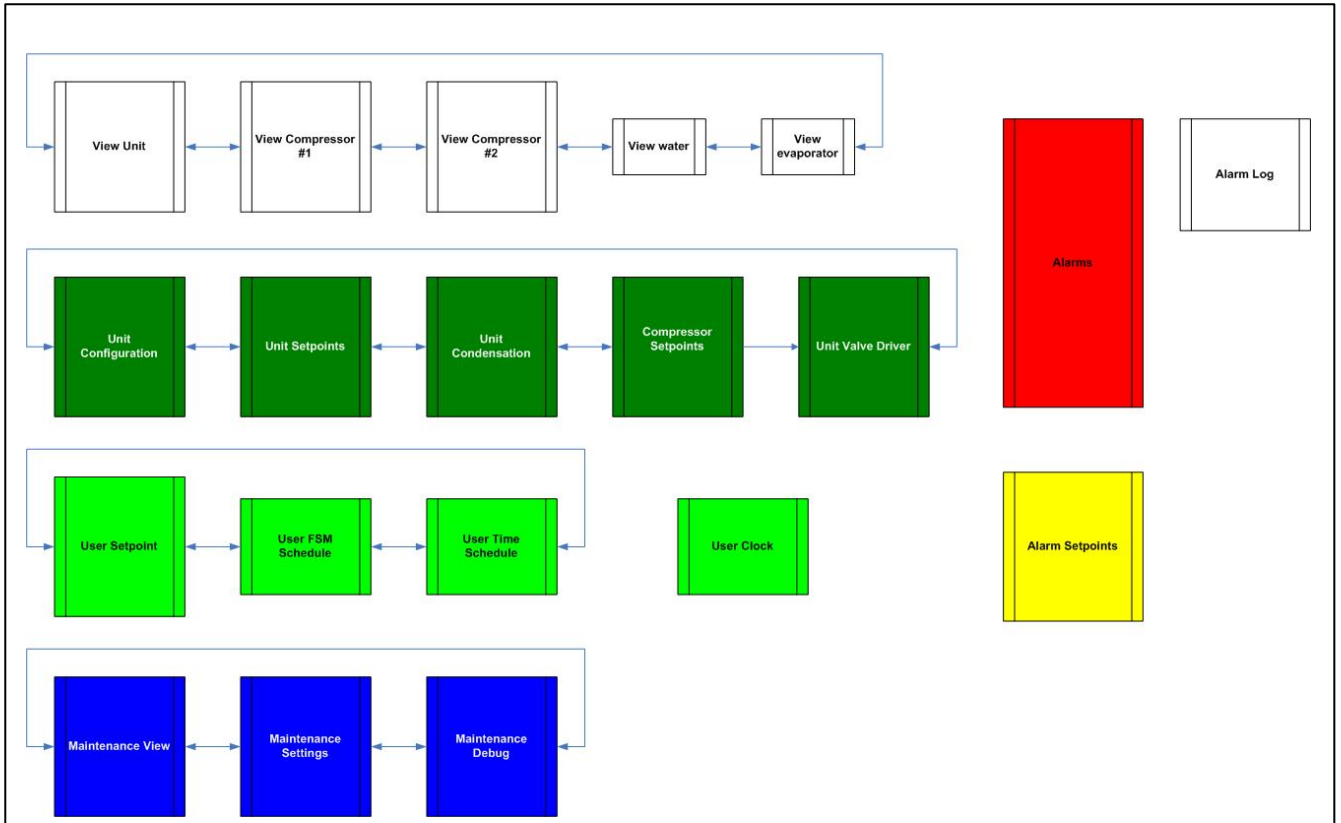 View Unit
View Compressor
#1
View Compressor
#2
View water
View
evaporator
Alarm Log
Alarms
Unit
Configuration
Unit Setpoints
Unit
Condensation
Compressor
Setpoints
Unit Valve Driver
User Setpoint
User FSM
Schedule
User Time
Schedule
User Clock
Alarm Setpoints
Maintenance View
Maintenance
Settings
Maintenance
Debug